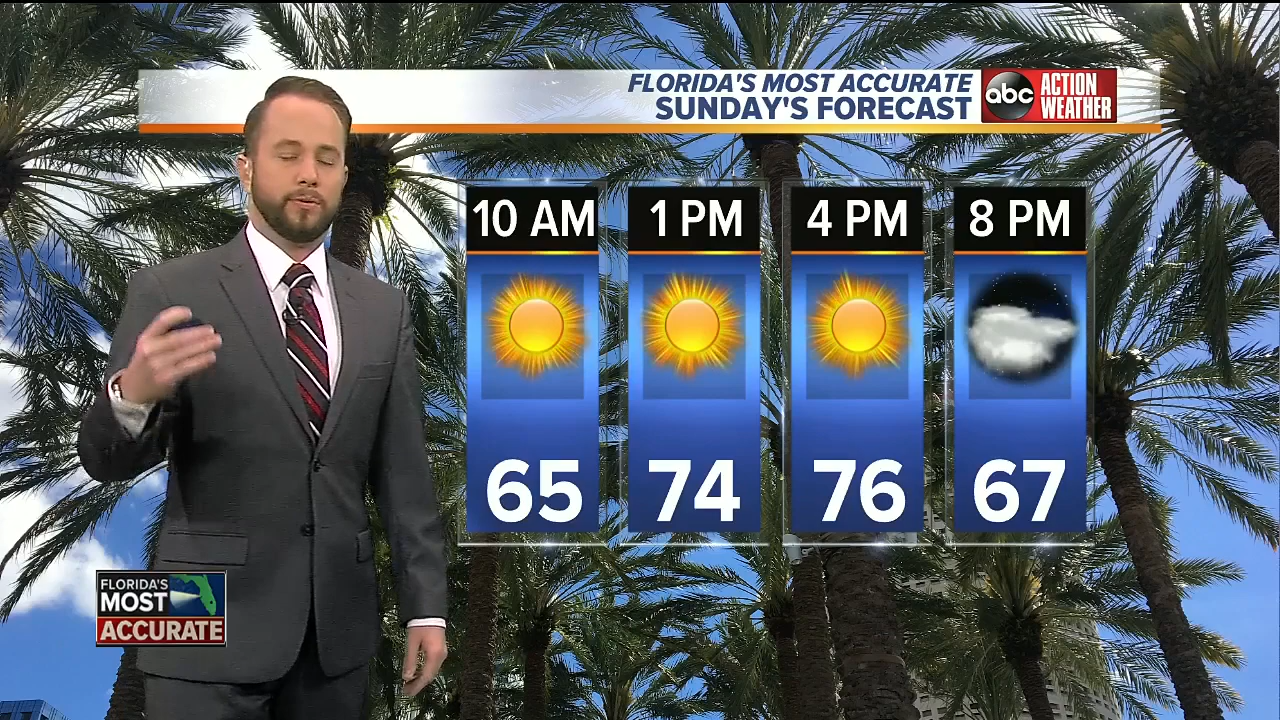 FLORIDA'S MOST ACCURATE
SUNDAY'S FORECAST
abc
ACTION
WEATHER
10 AM
1 PM
4 PM
8 PM
65
74
76
67
FLORIDA'S
MOST
ACCURATE